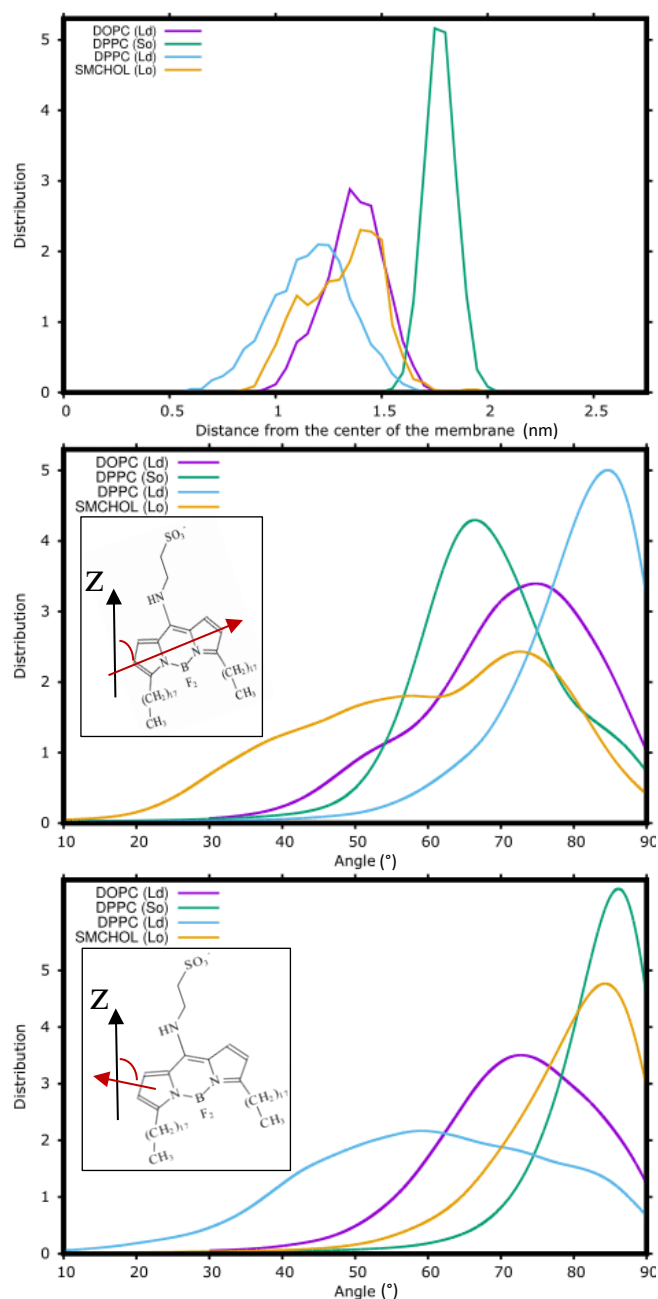 DOPC (Ld)
DPPC (So)
DPPC (Ld)
SMCHOL (Lo)
5
4
3
2
1
0
Distribution
0 0.5 1 1.5 2 2.5
Distance from the center of the membrane (nm)
DOPC (Ld)
DPPC (So)
DPPC (Ld)
SMCHOL (Lo)
5
4
3
2
1
0
Distribution
Z
SO₃⁻
HN
N B N
F₂
(CH₂)₁₇
CH₃
(CH₂)₁₇
CH₃
10 20 30 40 50 60 70 80 90
Angle (°)
DOPC (Ld)
DPPC (So)
DPPC (Ld)
SMCHOL (Lo)
5
4
3
2
1
0
Distribution
Z
SO₃⁻
HN
N B N
F₂
(CH₂)₁₇
CH₃
(CH₂)₁₇
CH₃
10 20 30 40 50 60 70 80 90
Angle (°)